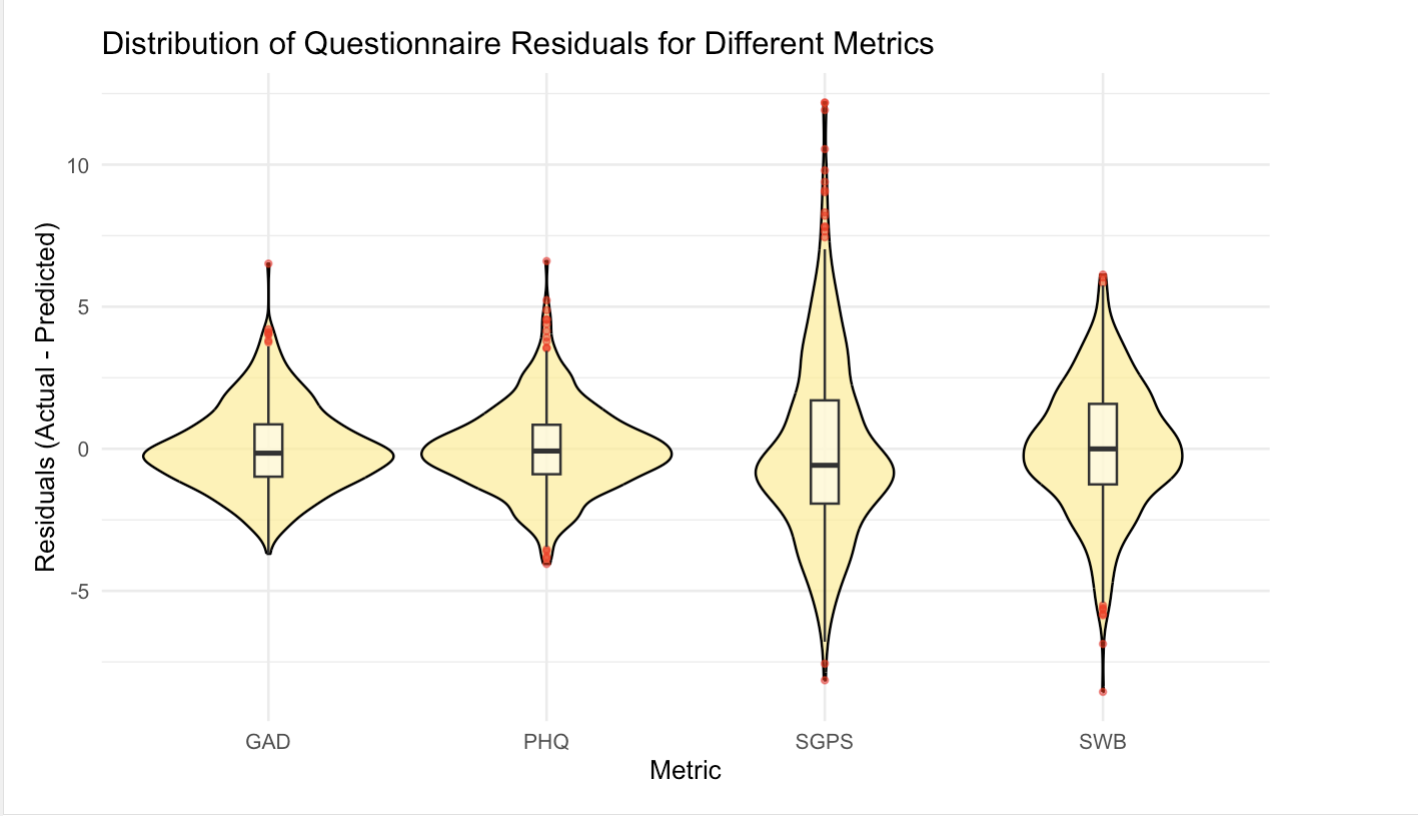 Distribution of Questionnaire Residuals for Different Metrics
Residuals (Actual - Predicted)
10
5
0
-5
GAD
PHQ
SGPS
SWB
Metric